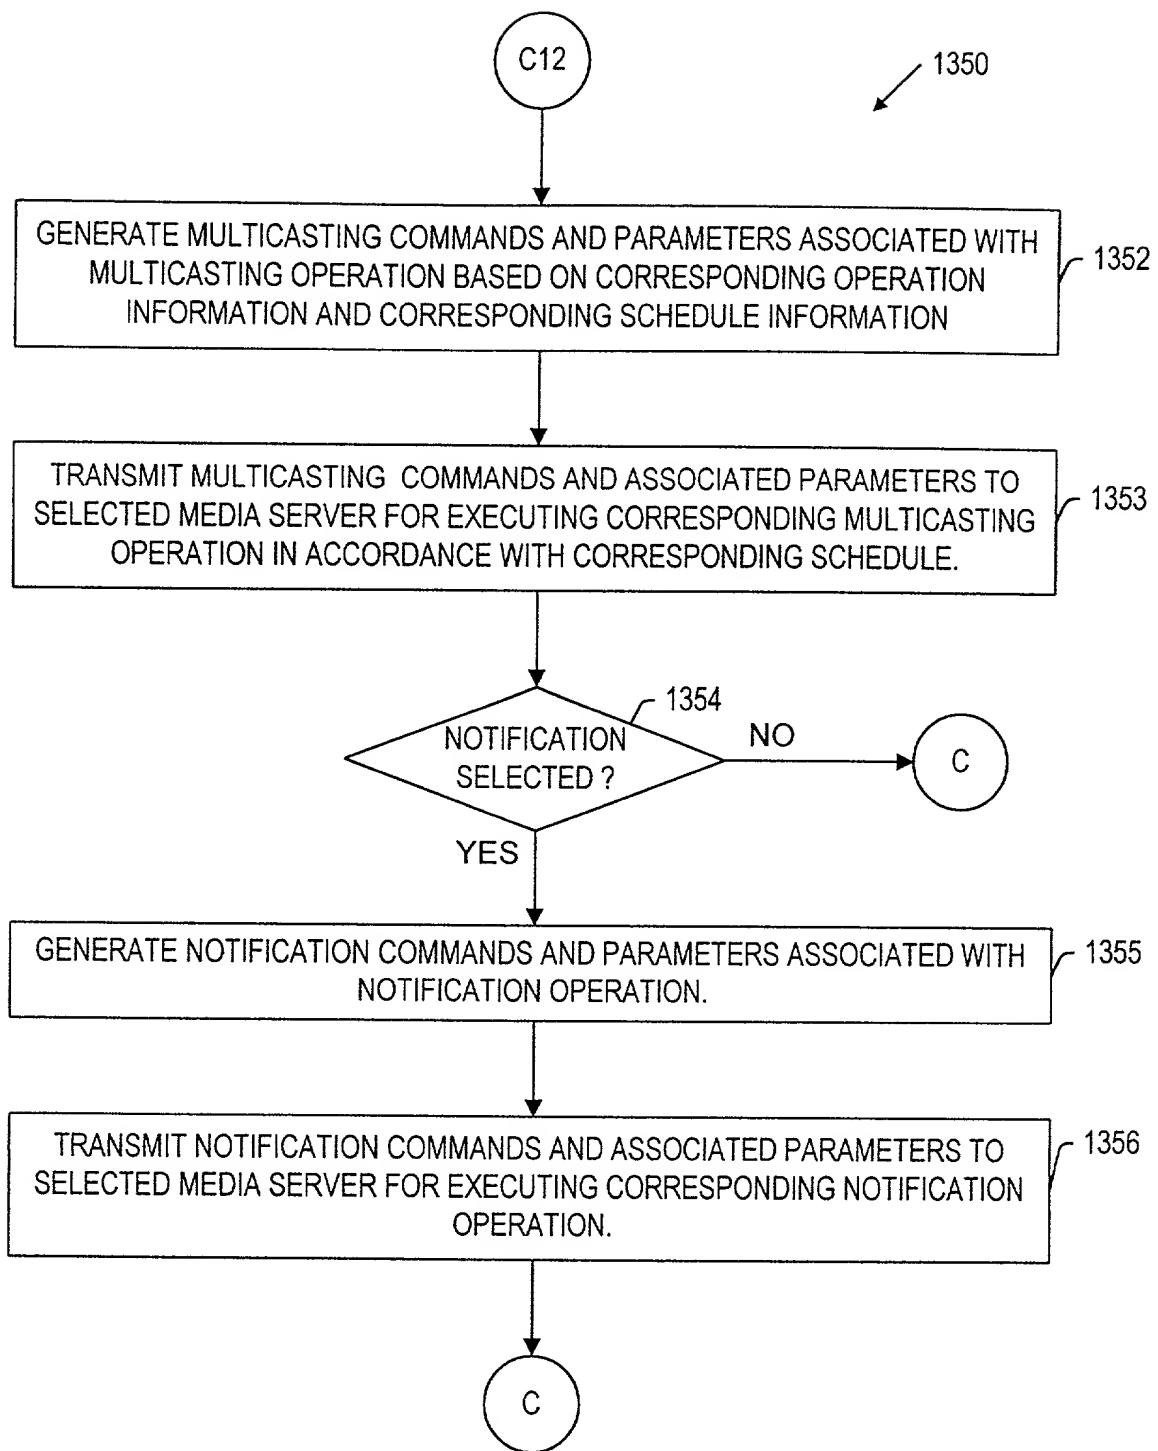 C12
1350
GENERATE MULTICASTING COMMANDS AND PARAMETERS ASSOCIATED WITH
MULTICASTING OPERATION BASED ON CORRESPONDING OPERATION
INFORMATION AND CORRESPONDING SCHEDULE INFORMATION
1352
TRANSMIT MULTICASTING COMMANDS AND ASSOCIATED PARAMETERS TO
SELECTED MEDIA SERVER FOR EXECUTING CORRESPONDING MULTICASTING
OPERATION IN ACCORDANCE WITH CORRESPONDING SCHEDULE.
1353
1354
NOTIFICATION
SELECTED ?
NO
C
YES
GENERATE NOTIFICATION COMMANDS AND PARAMETERS ASSOCIATED WITH
NOTIFICATION OPERATION.
1355
TRANSMIT NOTIFICATION COMMANDS AND ASSOCIATED PARAMETERS TO
SELECTED MEDIA SERVER FOR EXECUTING CORRESPONDING NOTIFICATION
OPERATION.
1356
C